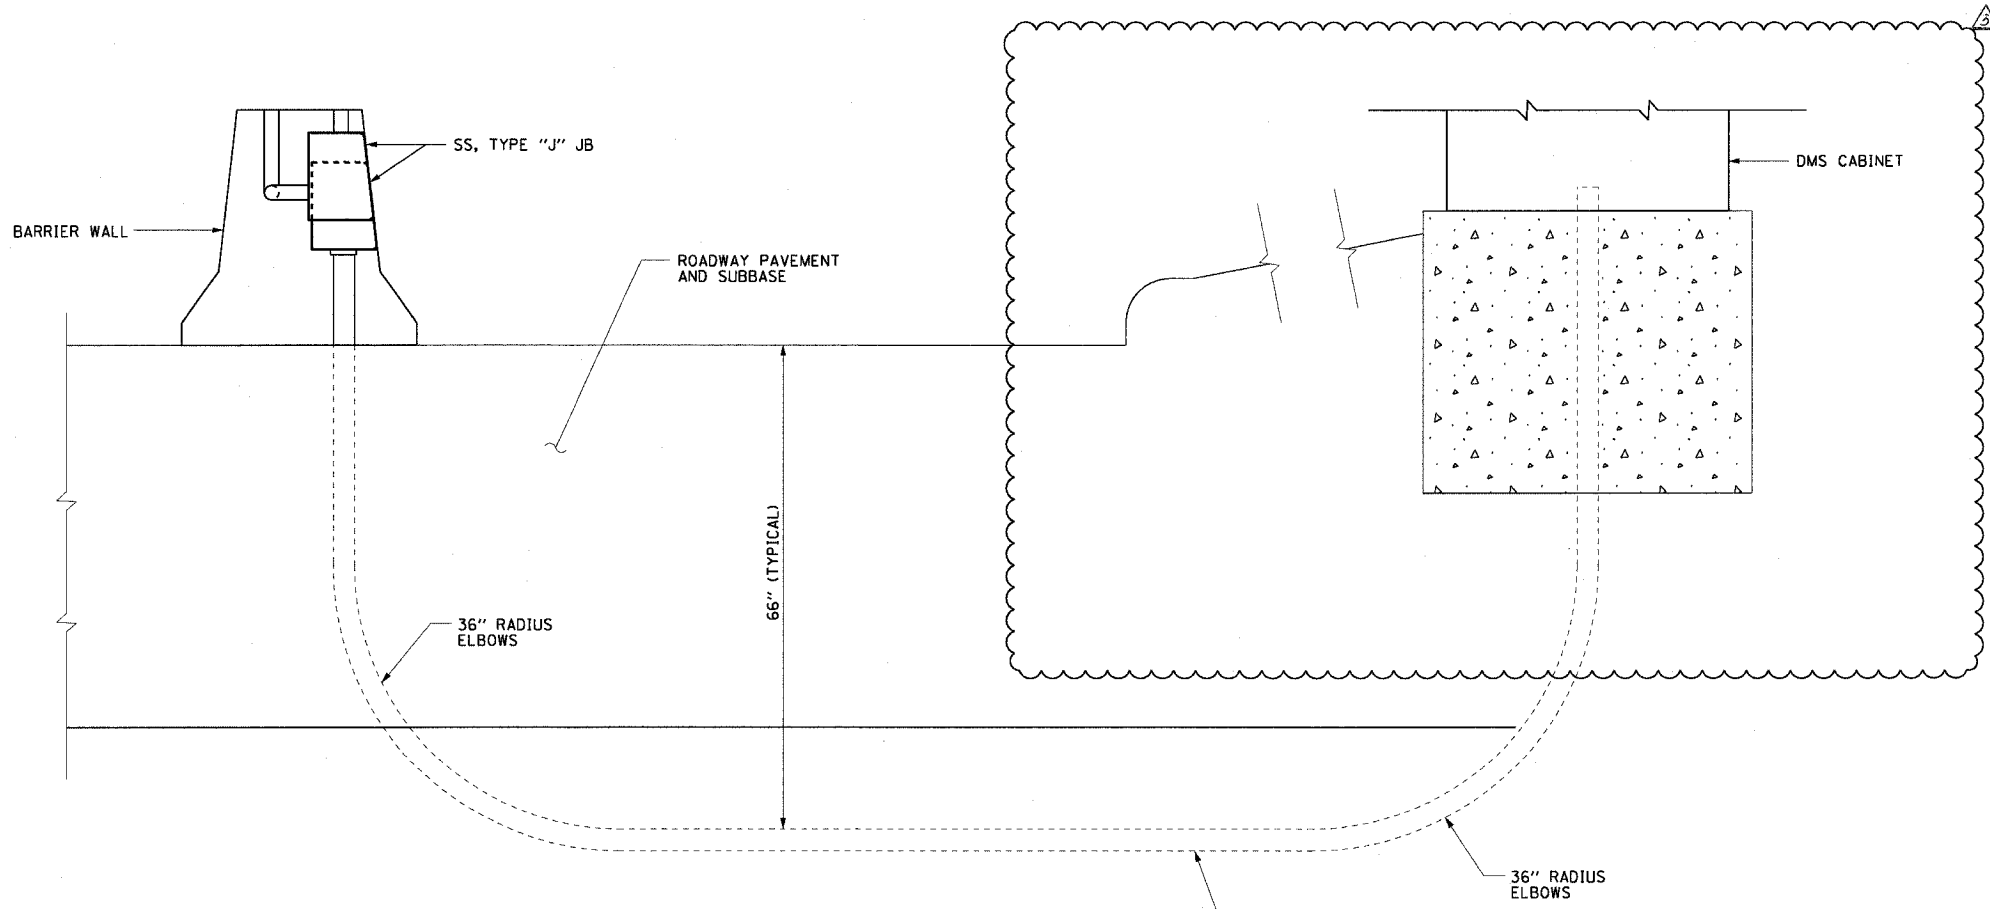 SS, TYPE "J" JB
DMS CABINET
BARRIER WALL
ROADWAY PAVEMENT
AND SUBBASE
66" (TYPICAL)
36" RADIUS
ELBOWS
36" RADIUS
ELBOWS